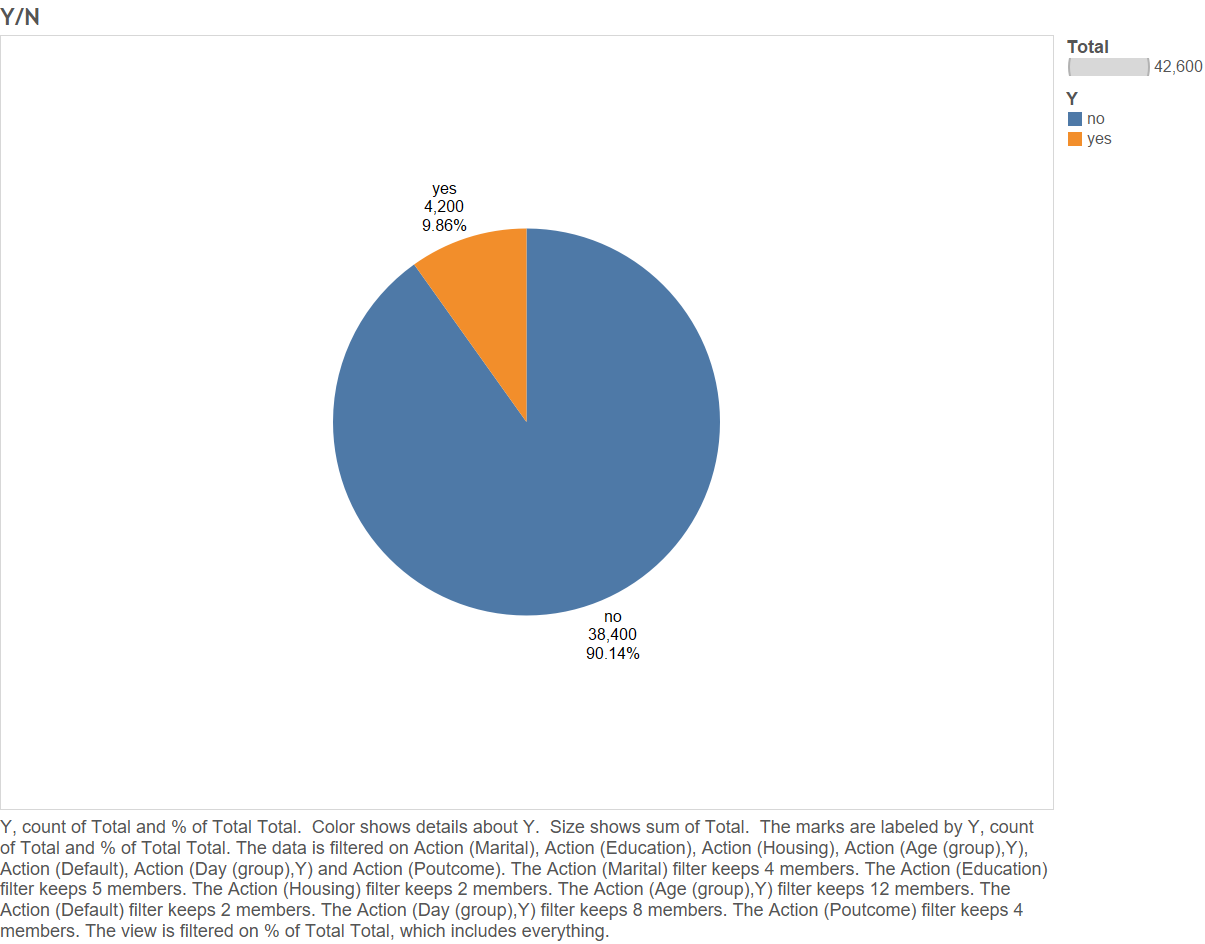 Y/N
Total
42,600
Y
no
yes
yes
4,200
9.86%
no
38,400
90.14%
Y, count of Total and % of Total Total.  Color shows details about Y.  Size shows sum of Total.  The marks are labeled by Y, count
of Total and % of Total Total. The data is filtered on Action (Marital), Action (Education), Action (Housing), Action (Age (group),Y),
Action (Default), Action (Day (group),Y) and Action (Poutcome). The Action (Marital) filter keeps 4 members. The Action (Education)
filter keeps 5 members. The Action (Housing) filter keeps 2 members. The Action (Age (group),Y) filter keeps 12 members. The
Action (Default) filter keeps 2 members. The Action (Day (group),Y) filter keeps 8 members. The Action (Poutcome) filter keeps 4
members. The view is filtered on % of Total Total, which includes everything.